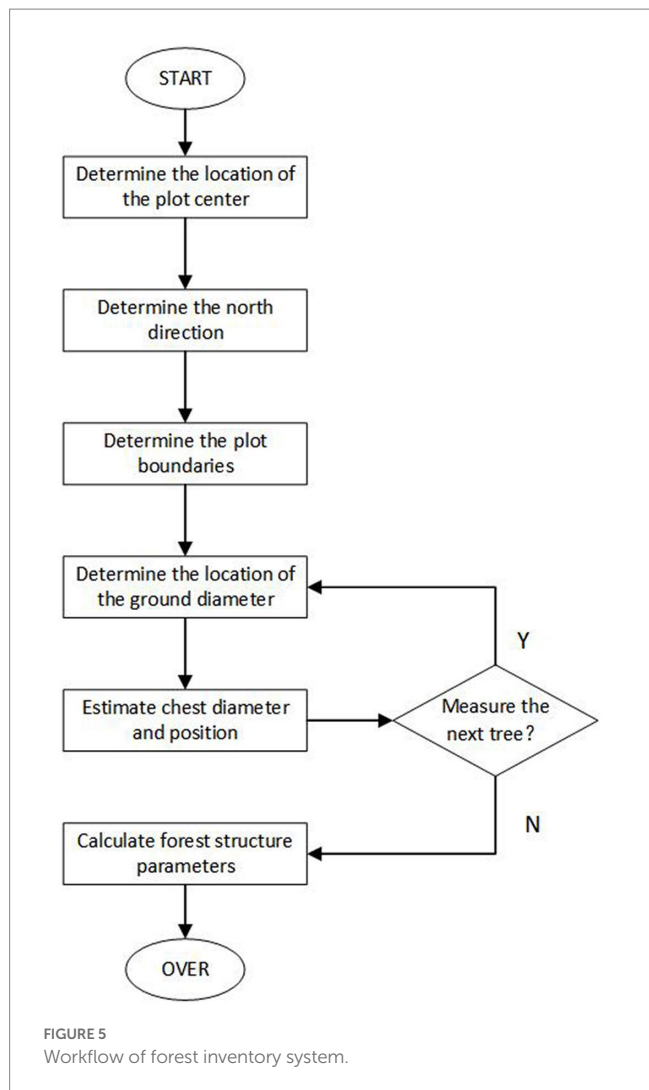 START
Determine the location of
the plot center
Determine the north
direction
Determine the plot
boundaries
Determine the location of
the ground diameter
Y
Estimate chest diameter
and position
Measure the
next tree?
N
Calculate forest structure
parameters
OVER
FIGURE 5
Workflow of forest inventory system.